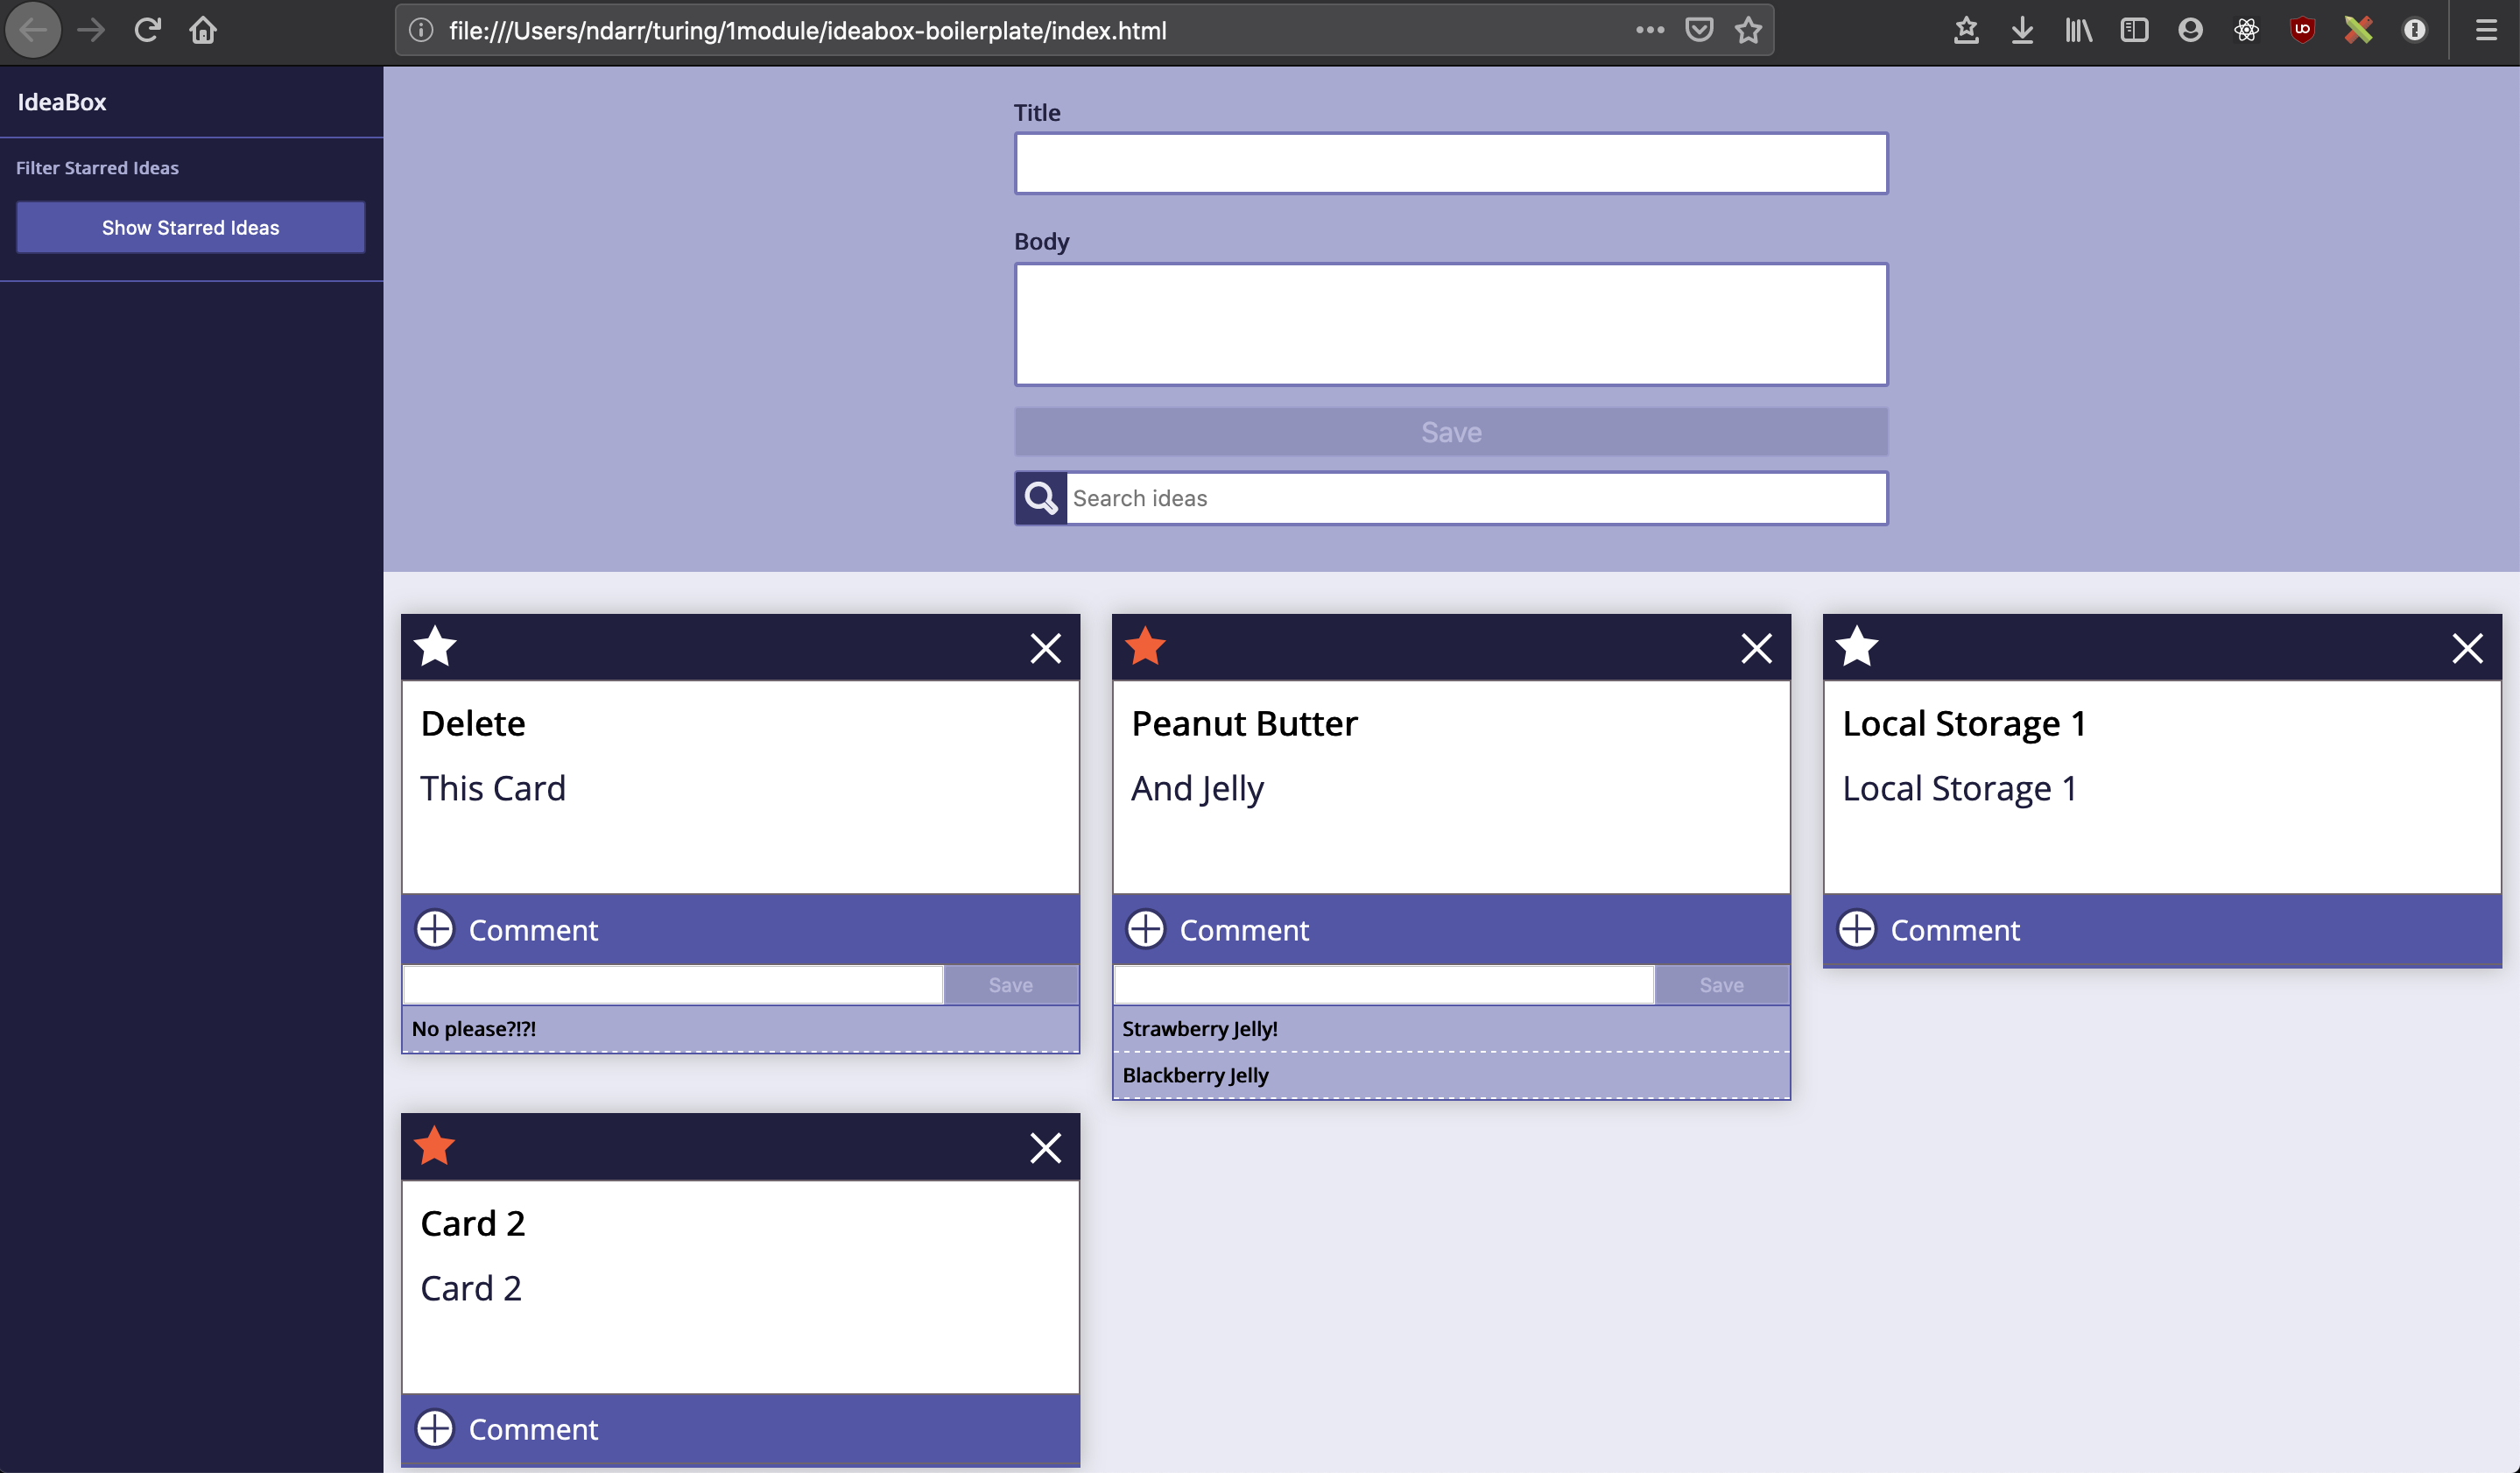 file:///Users/ndarr/turing/1module/ideabox-boilerplate/index.html
IdeaBox
Filter Starred Ideas
Show Starred Ideas
Title
Body
Save
Search ideas
Delete
This Card
Comment
Save
No please?!?!
Peanut Butter
And Jelly
Comment
Save
Strawberry Jelly!
Blackberry Jelly
Local Storage 1
Local Storage 1
Comment
Card 2
Card 2
Comment